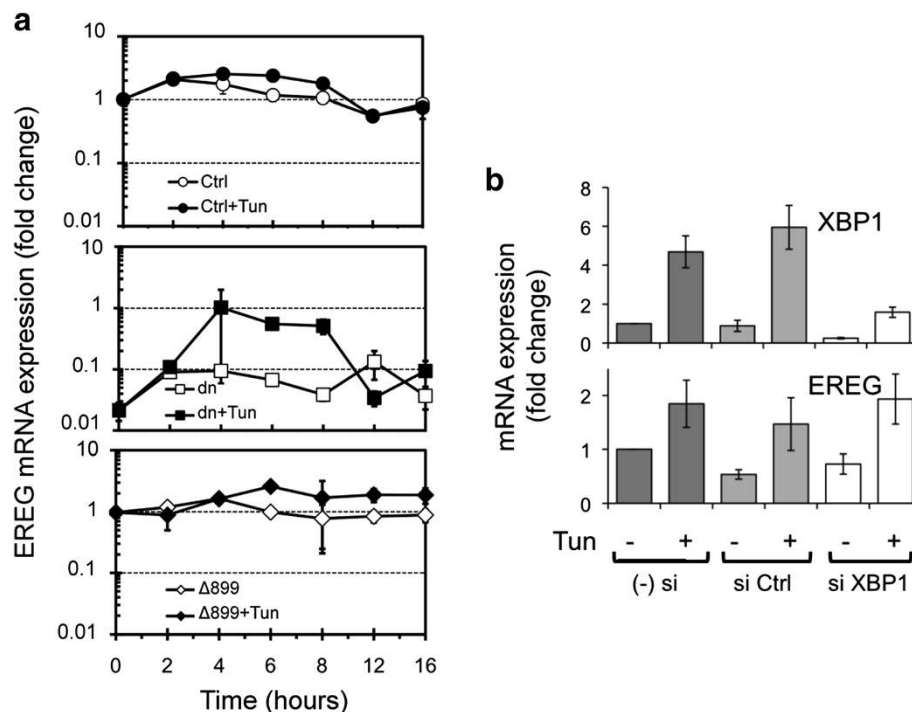 a
EREG mRNA expression (fold change)
10
1
0.1
0.01
Ctrl
Ctrl+Tun
10
1
0.1
0.01
dn
dn+Tun
10
1
0.1
0.01
Δ899
Δ899+Tun
0 2 4 6 8 12 16
Time (hours)
b
mRNA expression
(fold change)
8
6
4
2
0
XBP1
2
1
0
EREG
Tun - + - + - +
(-) si si Ctrl si XBP1